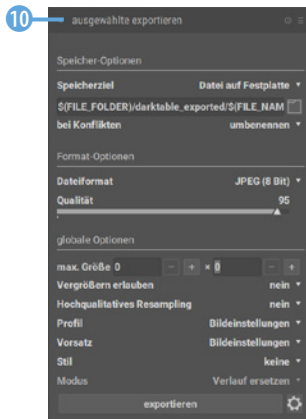 10 ausgewählte exportieren
Speicher-Optionen
Speicherziel Datei auf Festplatte
$(FILE_FOLDER)/darktable_exported/$(FILE_NAM
bei Konflikten umbenennen
Format-Optionen
Dateiformat JPEG (8 Bit)
Qualität 95
globale Optionen
max. Größe 0 − + × 0 − +
Vergrößern erlauben nein
Hochqualitatives Resampling nein
Profil Bildeinstellungen
Vorsatz Bildeinstellungen
Stil keine
Modus Verlauf ersetzen
exportieren